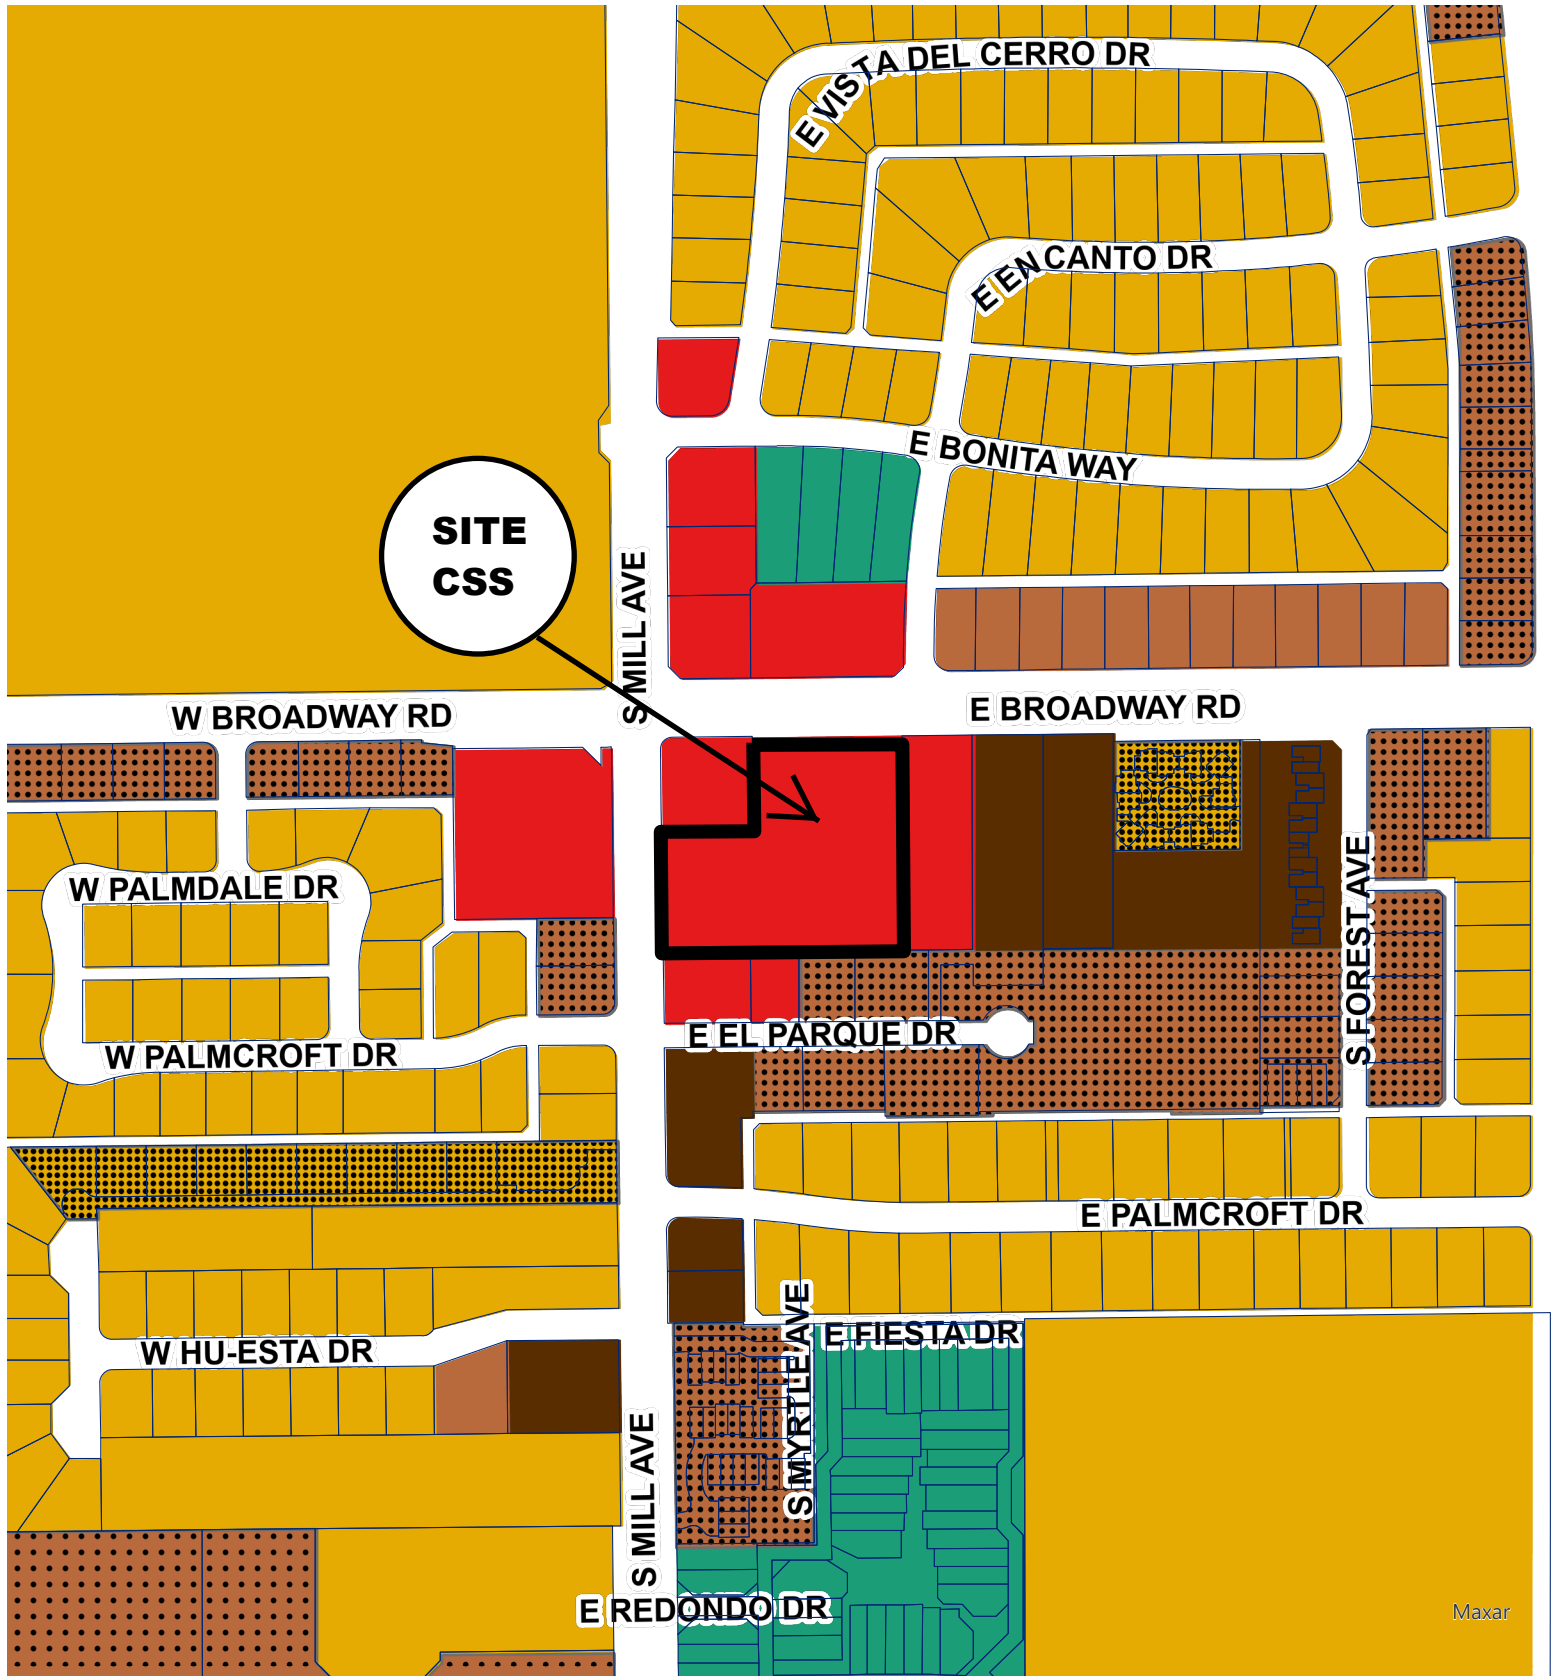 E VISTA DEL CERRO DR
E EN CANTO DR
E BONITA WAY
SITE
CSS
S MILL AVE
W BROADWAY RD
E BROADWAY RD
W PALMDALE DR
S FOREST AVE
E EL PARQUE DR
W PALMCROFT DR
E PALMCROFT DR
S MYRTLE AVE
E FIESTA DR
W HU-ESTA DR
S MILL AVE
E REDONDO DR
Maxar